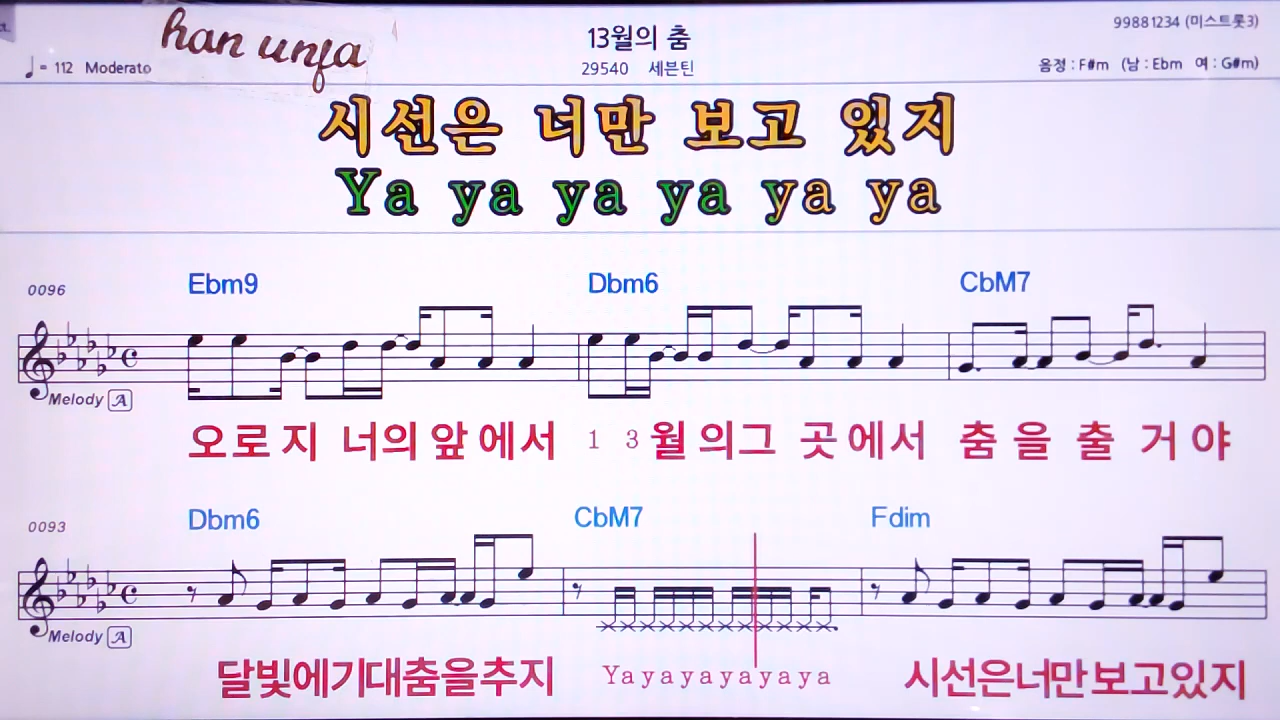 han unfa
13월의 춤
99881234 (미스트롯3)
♩= 112 Moderato
29540 세븐틴
음정 : F#m (남 : Ebm 여 : G#m)
시선은 너만 보고 있지
Ya ya ya ya ya ya
0096 Ebm9 Dbm6 CbM7
Melody A
오로지 너의 앞에서 1 3월의그 곳에서 춤을 출 거야
0093 Dbm6 CbM7 Fdim
Melody A
달빛에기대춤을추지 Yayayayayaya 시선은너만보고있지